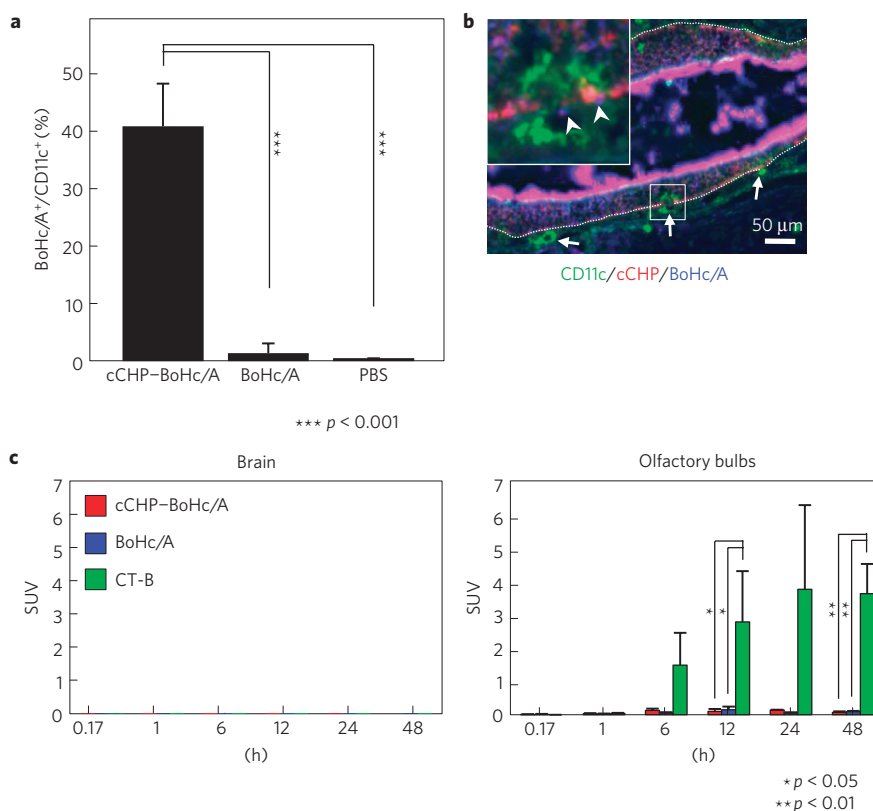 a
BoHc/A⁺/CD11c⁺ (%)
50
40
30
20
10
0
***
***
cCHP–BoHc/A BoHc/A PBS
*** p < 0.001
b
50 μm
CD11c/cCHP/BoHc/A
c
Brain
SUV
7
6
5
4
3
2
1
0
cCHP–BoHc/A
BoHc/A
CT-B
0.17 1 6 12 24 48
(h)
Olfactory bulbs
SUV
7
6
5
4
3
2
1
0
* *
** **
0.17 1 6 12 24 48
(h)
* p < 0.05
** p < 0.01